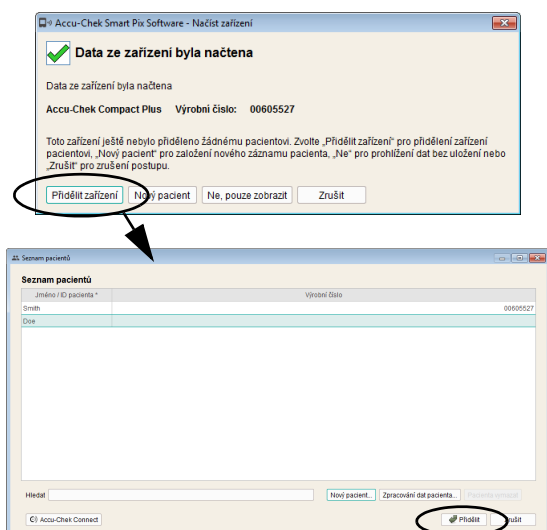 Accu-Chek Smart Pix Software - Načíst zařízení
Data ze zařízení byla načtena
Data ze zařízení byla načtena
Accu-Chek Compact Plus Výrobní číslo: 00605527
Toto zařízení ještě nebylo přiděleno žádnému pacientovi. Zvolte „Přidělit zařízení“ pro přidělení zařízení
pacientovi, „Nový pacient“ pro založení nového záznamu pacienta, „Ne“ pro prohlížení dat bez uložení nebo
„Zrušit“ pro zrušení postupu.
Přidělit zařízení Nový pacient Ne, pouze zobrazit Zrušit
Seznam pacientů
Seznam pacientů
Jméno / ID pacienta * Výrobní číslo
Smith 00605527
Doe
Hledat Nový pacient... Zpracování dat pacienta...
Accu-Chek Connect Přidělit Zrušit